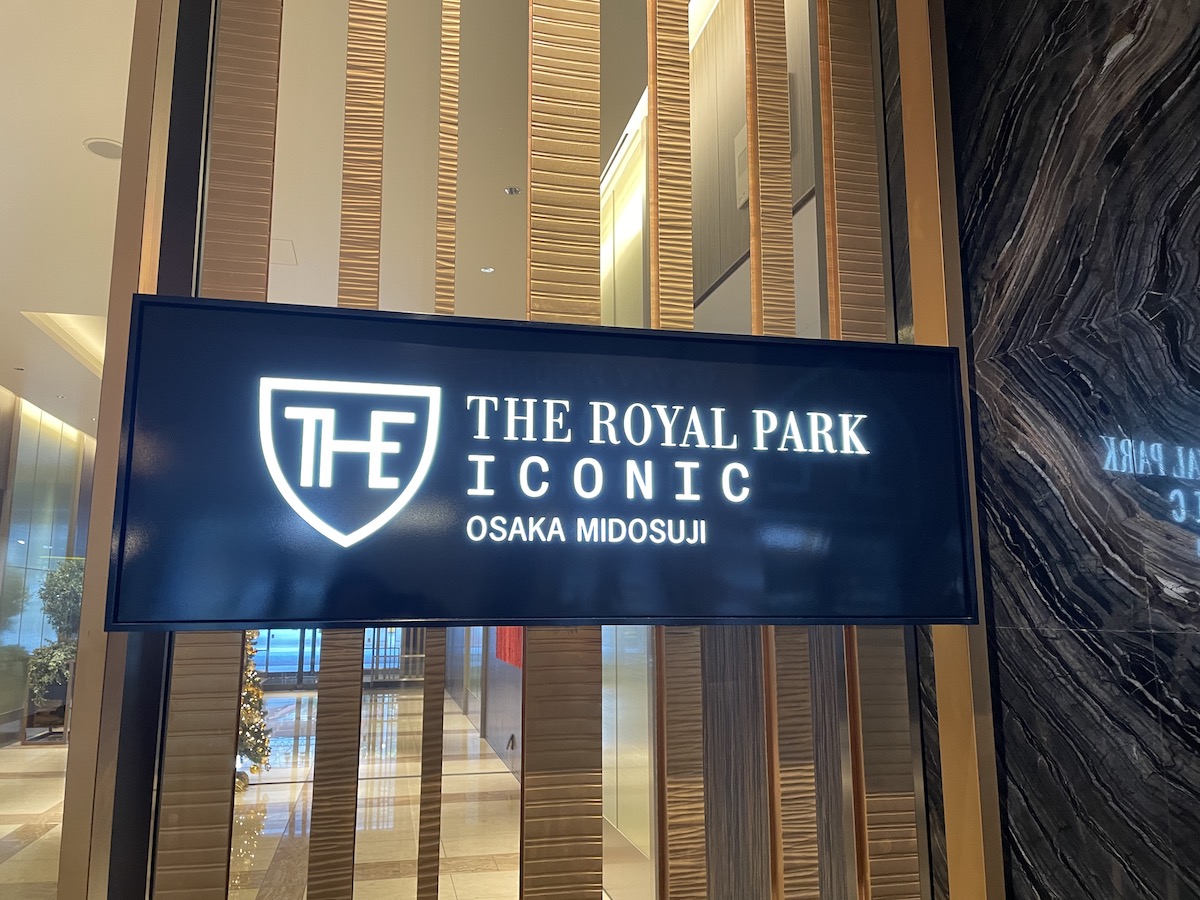 THE
THE ROYAL PARK
ICONIC
OSAKA MIDOSUJI